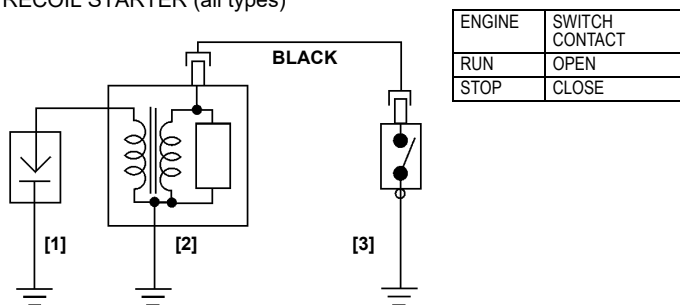 RECOIL STARTER (all types)
BLACK
[1]
[2]
[3]
ENGINE SWITCH CONTACT
RUN OPEN
STOP CLOSE